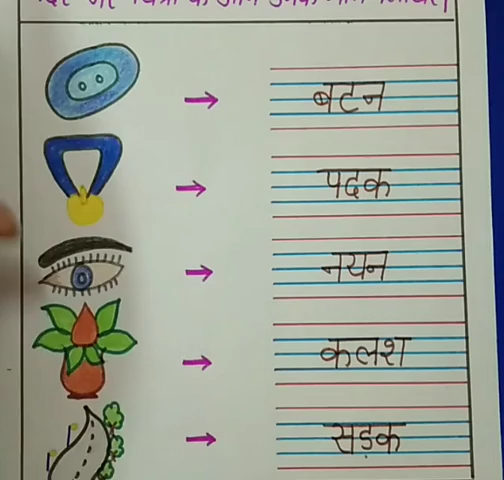 बटन
पदक
नयन
कलश
सड़क